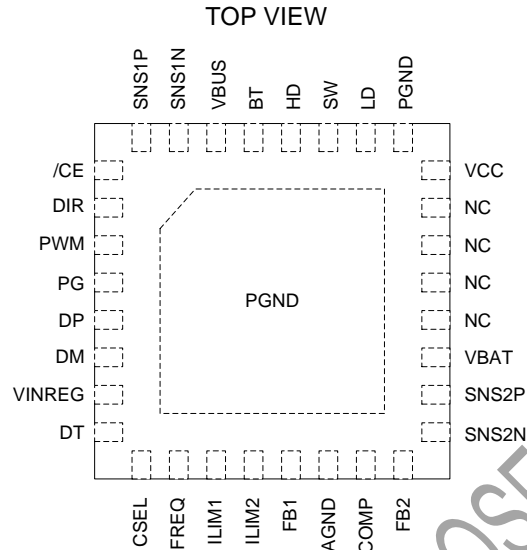 TOP VIEW
SNS1P
SNS1N
VBUS
BT
HD
SW
LD
PGND
/CE
DIR
PWM
PG
DP
DM
VINREG
DT
PGND
VCC
NC
NC
NC
NC
VBAT
SNS2P
SNS2N
CSEL
FREQ
ILIM1
ILIM2
FB1
AGND
COMP
FB2